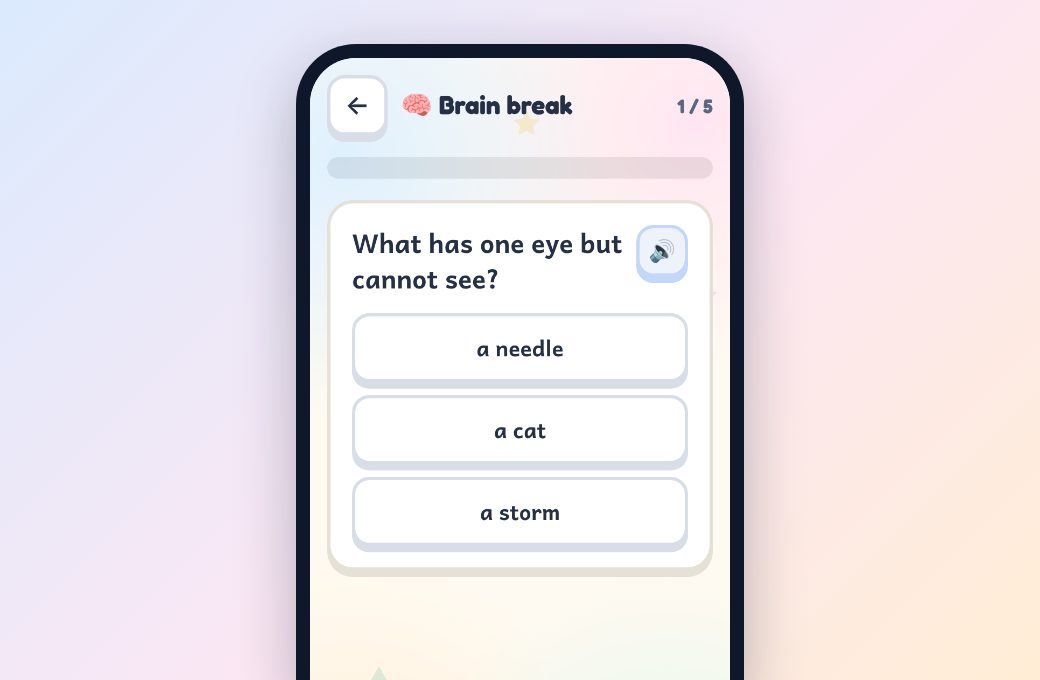 Brain break
1 / 5
What has one eye but
cannot see?
a needle
a cat
a storm